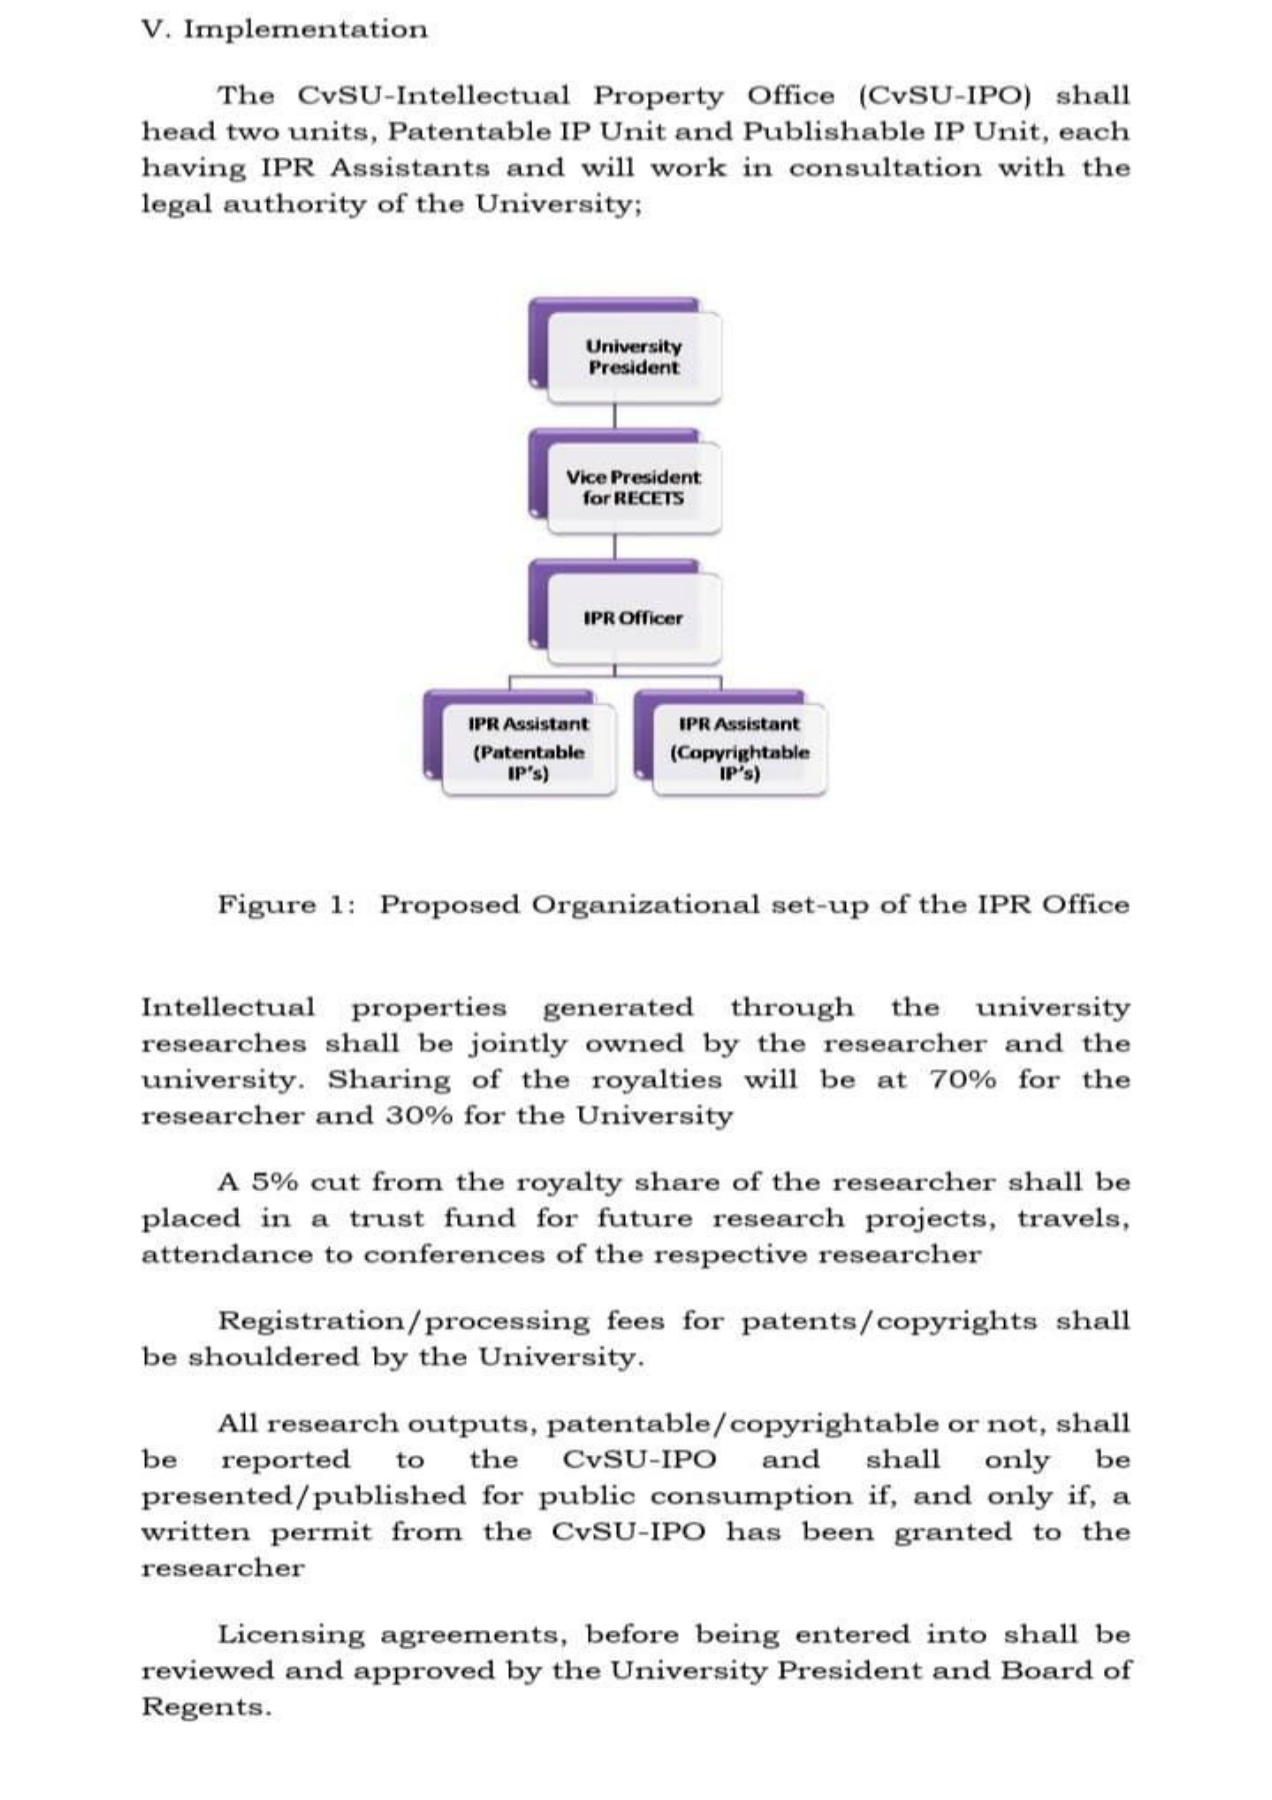 V. Implementation
The CvSU-Intellectual Property Office (CvSU-IPO) shall
head two units, Patentable IP Unit and Publishable IP Unit, each
having IPR Assistants and will work in consultation with the
legal authority of the University;
University
President
Vice President
for RECETS
IPR Officer
IPR Assistant
(Patentable
IP's)
IPR Assistant
(Copyrightable
IP's)
Figure 1: Proposed Organizational set-up of the IPR Office
Intellectual properties generated through the university
researches shall be jointly owned by the researcher and the
university. Sharing of the royalties will be at 70% for the
researcher and 30% for the University
A 5% cut from the royalty share of the researcher shall be
placed in a trust fund for future research projects, travels,
attendance to conferences of the respective researcher
Registration/processing fees for patents/copyrights shall
be shouldered by the University.
All research outputs, patentable/copyrightable or not, shall
be reported to the CvSU-IPO and shall only be
presented/published for public consumption if, and only if, a
written permit from the CvSU-IPO has been granted to the
researcher
Licensing agreements, before being entered into shall be
reviewed and approved by the University President and Board of
Regents.